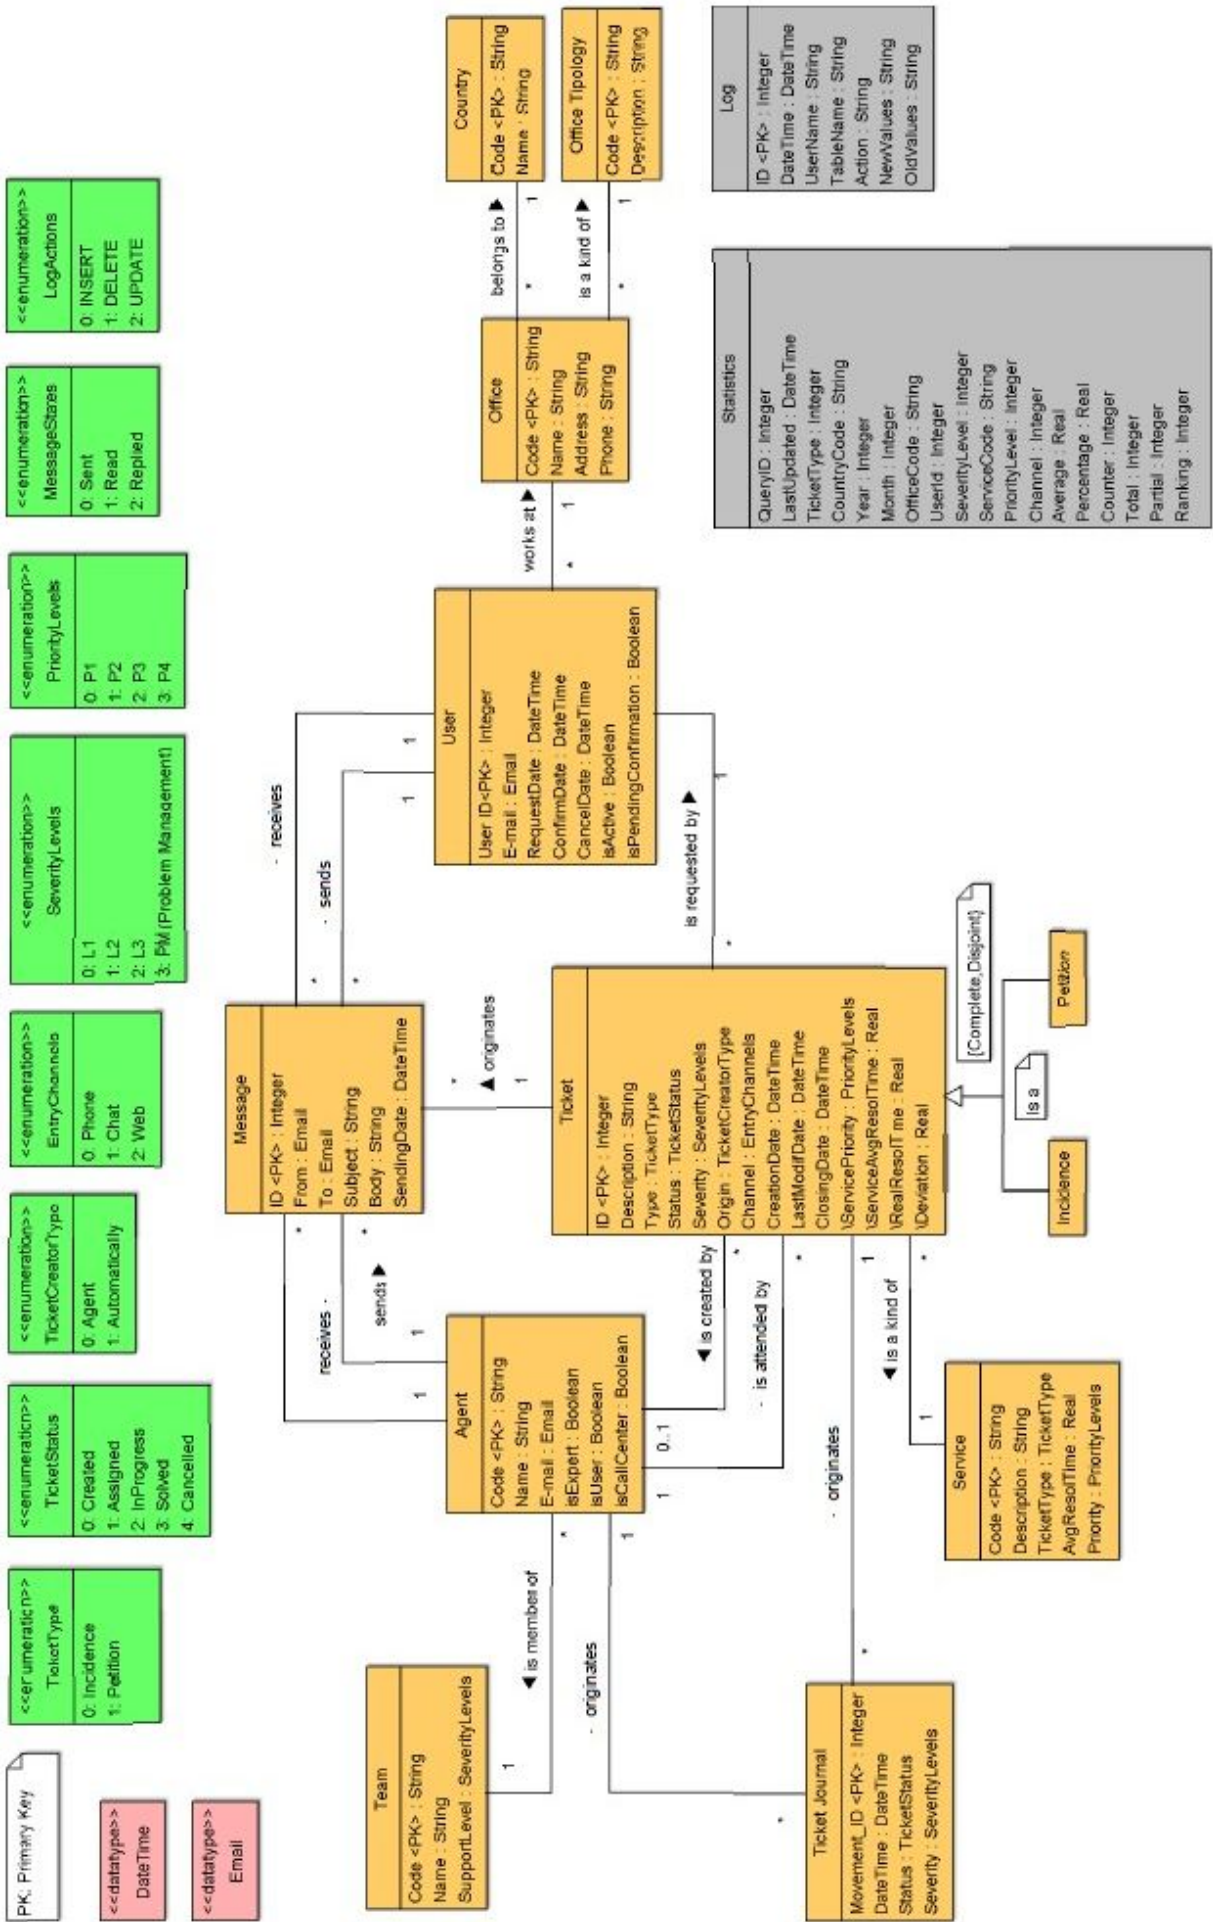 PK: Primary Key
<<datatype>>
DateTime
<<datatype>>
Email
<<enumeration>>
TicketType
0: Incidence
1: Petition
<<enumeration>>
TicketStatus
0: Created
1: Assigned
2: InProgress
3: Solved
4: Cancelled
<<enumeration>>
TicketCreatorType
0: Agent
1: Automatically
<<enumeration>>
EntryChannels
0: Phone
1: Chat
2: Web
<<enumeration>>
SeverityLevels
0: L1
1: L2
2: L3
3: PM (Problem Management)
<<enumeration>>
PriorityLevels
0: P1
1: P2
2: P3
3: P4
<<enumeration>>
MessageStates
0: Sent
1: Read
2: Replied
<<enumeration>>
LogActions
0: INSERT
1: DELETE
2: UPDATE
Message
ID <PK> : Integer
From : Email
To : Email
Subject : String
Body : String
SendingDate : DateTime
receives -
sends ▶
1
1
*
*
- receives
- sends
*
*
1
1
▲ originates
*
1
Team
Code <PK> : String
Name : String
SupportLevel : SeverityLevels
◀ is member of
1
*
Agent
Code <PK> : String
Name : String
E-mail : Email
isExpert : Boolean
isUser : Boolean
isCallCenter : Boolean
User
User ID<PK> : Integer
E-mail : Email
RequestDate : DateTime
ConfirmDate : DateTime
CancelDate : DateTime
isActive : Boolean
isPendingConfirmation : Boolean
works at ▶
*
1
Office
Code <PK> : String
Name : String
Address : String
Phone : String
belongs to ▶
*
1
Country
Code <PK> : String
Name : String
is a kind of ▶
*
1
Office Tipology
Code <PK> : String
Description : String
- originates
1
*
◀ is created by
0..1
*
- is attended by
1
*
Ticket
ID <PK> : Integer
Description : String
Type : TicketType
Status : TicketStatus
Severity : SeverityLevels
Origin : TicketCreatorType
Channel : EntryChannels
CreationDate : DateTime
LastModifDate : DateTime
ClosingDate : DateTime
\ServicePriority : PriorityLevels
\ServiceAvgResolTime : Real
\RealResolTime : Real
\Deviation : Real
is requested by ▶
*
1
- originates
*
1
◀ is a kind of
1
*
Ticket Journal
Movement_ID <PK> : Integer
DateTime : DateTime
Status : TicketStatus
Severity : SeverityLevels
Service
Code <PK> : String
Description : String
TicketType : TicketType
AvgResolTime : Real
Priority : PriorityLevels
{Complete,Disjoint}
is a
Incidence
Petition
Statistics
QueryID : Integer
LastUpdated : DateTime
TicketType : Integer
CountryCode : String
Year : Integer
Month : Integer
OfficeCode : String
UserId : Integer
SeverityLevel : Integer
ServiceCode : String
PriorityLevel : Integer
Channel : Integer
Average : Real
Percentage : Real
Counter : Integer
Total : Integer
Partial : Integer
Ranking : Integer
Log
ID <PK> : Integer
DateTime : DateTime
UserName : String
TableName : String
Action : String
NewValues : String
OldValues : String